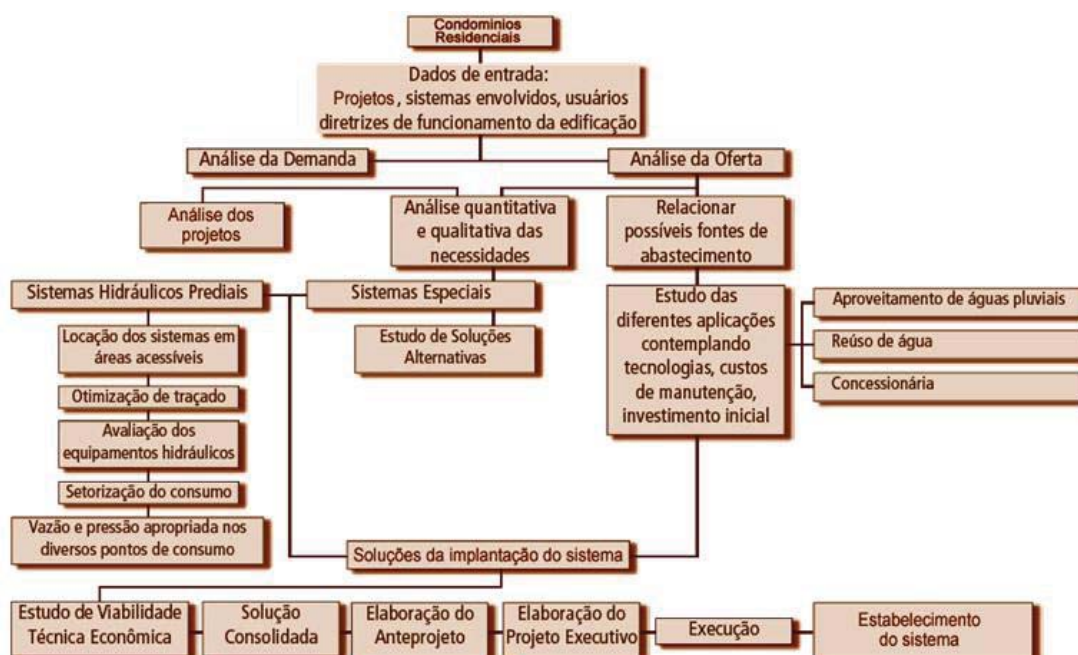 Condomínios
Residenciais
Dados de entrada:
Projetos, sistemas envolvidos, usuários
diretrizes de funcionamento da edificação
Análise da Demanda
Análise da Oferta
Análise dos
projetos
Análise quantitativa
e qualitativa das
necessidades
Relacionar
possíveis fontes de
abastecimento
Sistemas Hidráulicos Prediais
Sistemas Especiais
Estudo das
diferentes aplicações
contemplando
tecnologias, custos
de manutenção,
investimento inicial
Aproveitamento de águas pluviais
Reúso de água
Concessionária
Locação dos sistemas em
áreas acessíveis
Estudo de Soluções
Alternativas
Otimização de traçado
Avaliação dos
equipamentos hidráulicos
Setorização do consumo
Vazão e pressão apropriada nos
diversos pontos de consumo
Soluções da implantação do sistema
Estudo de Viabilidade
Técnica Econômica
Solução
Consolidada
Elaboração do
Anteprojeto
Elaboração do
Projeto Executivo
Execução
Estabelecimento
do sistema